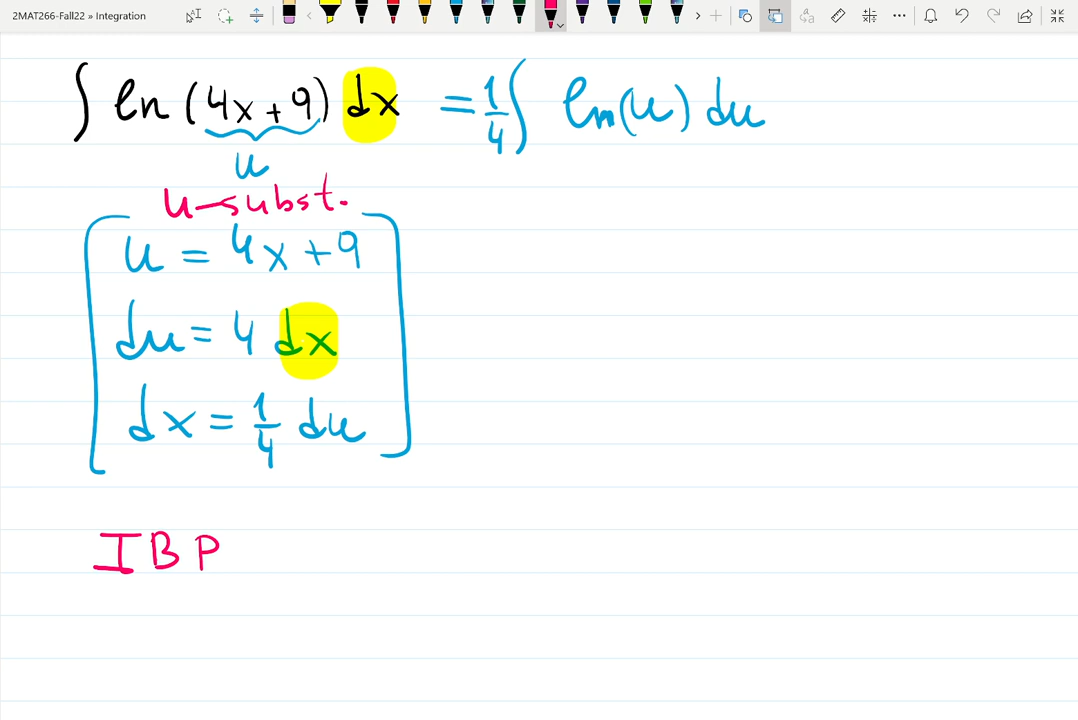 2MAT266-Fall22 » Integration
∫ ln (4x+9) dx = 1/4 ∫ ln(u) du
u
u-subst.
u = 4x+9
du = 4 dx
dx = 1/4 du
IBP